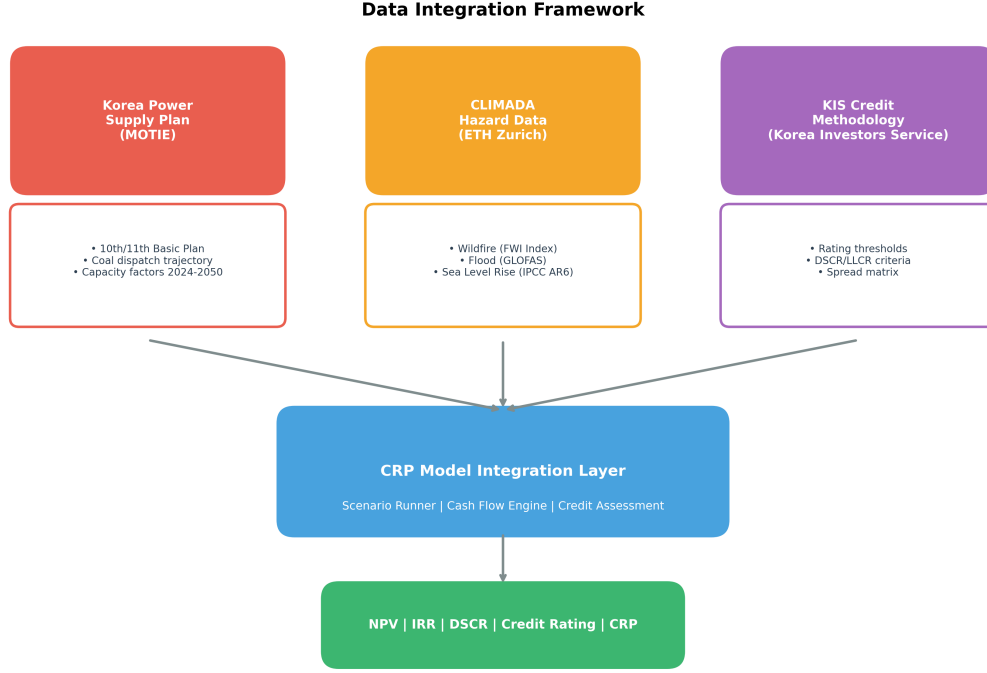 Data Integration Framework
Korea Power
Supply Plan
(MOTIE)
• 10th/11th Basic Plan
• Coal dispatch trajectory
• Capacity factors 2024-2050
CLIMADA
Hazard Data
(ETH Zurich)
• Wildfire (FWI Index)
• Flood (GLOFAS)
• Sea Level Rise (IPCC AR6)
KIS Credit
Methodology
(Korea Investors Service)
• Rating thresholds
• DSCR/LLCR criteria
• Spread matrix
CRP Model Integration Layer
Scenario Runner | Cash Flow Engine | Credit Assessment
NPV | IRR | DSCR | Credit Rating | CRP